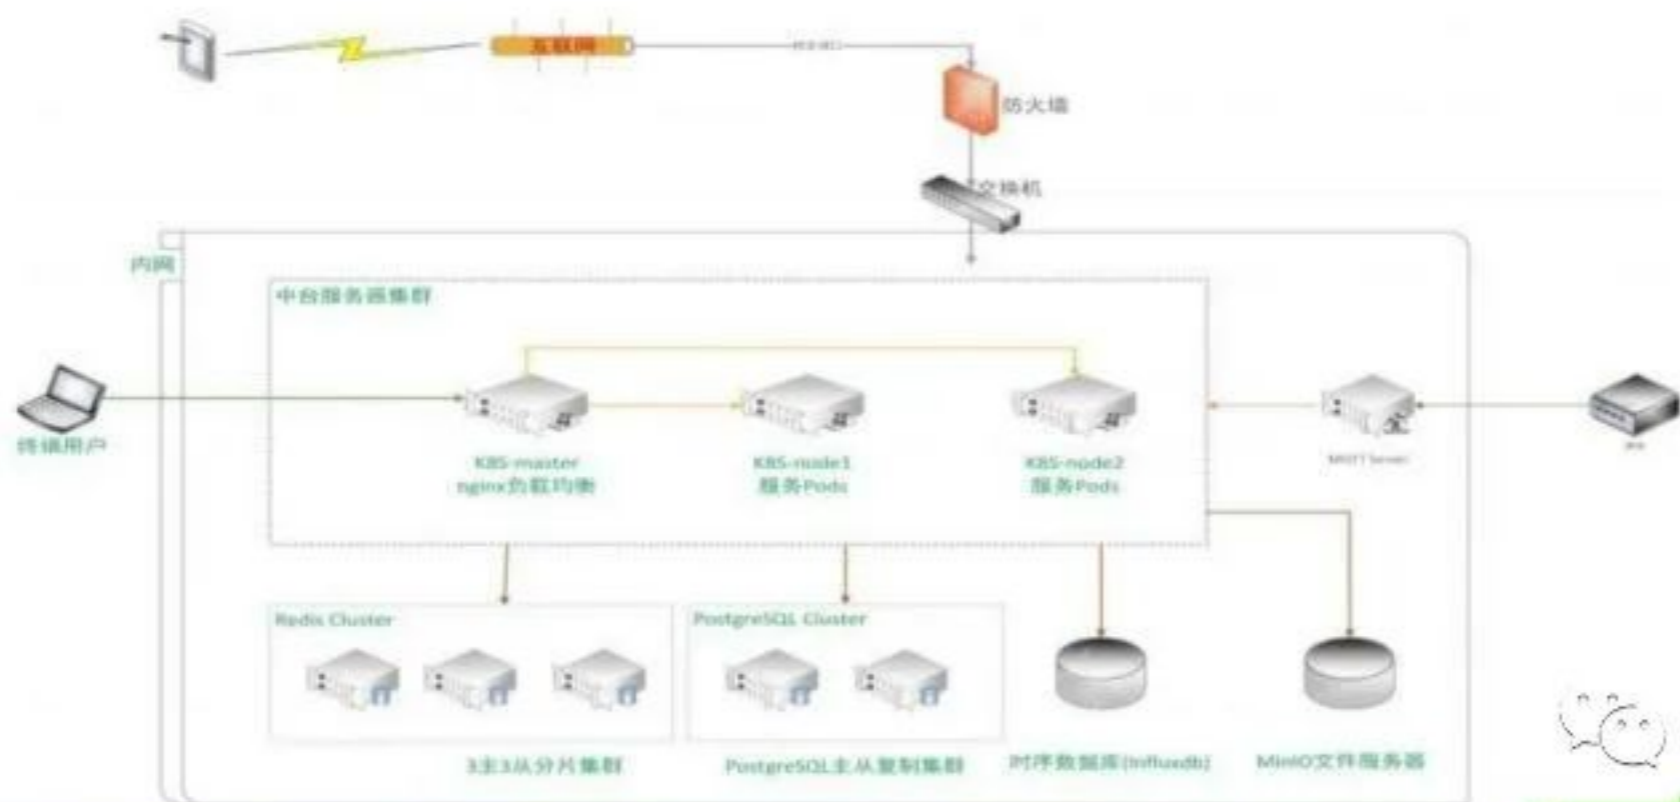 互联网
防火墙
交换机
内网
中台服务器集群
终端用户
K8S-master
nginx负载均衡
K8S-node1
服务Pods
K8S-node2
服务Pods
MQTT Server
Redis Cluster
PostgreSQL Cluster
3主3从分片集群
PostgreSQL主从复制集群
时序数据库(Influxdb)
MinIO文件服务器